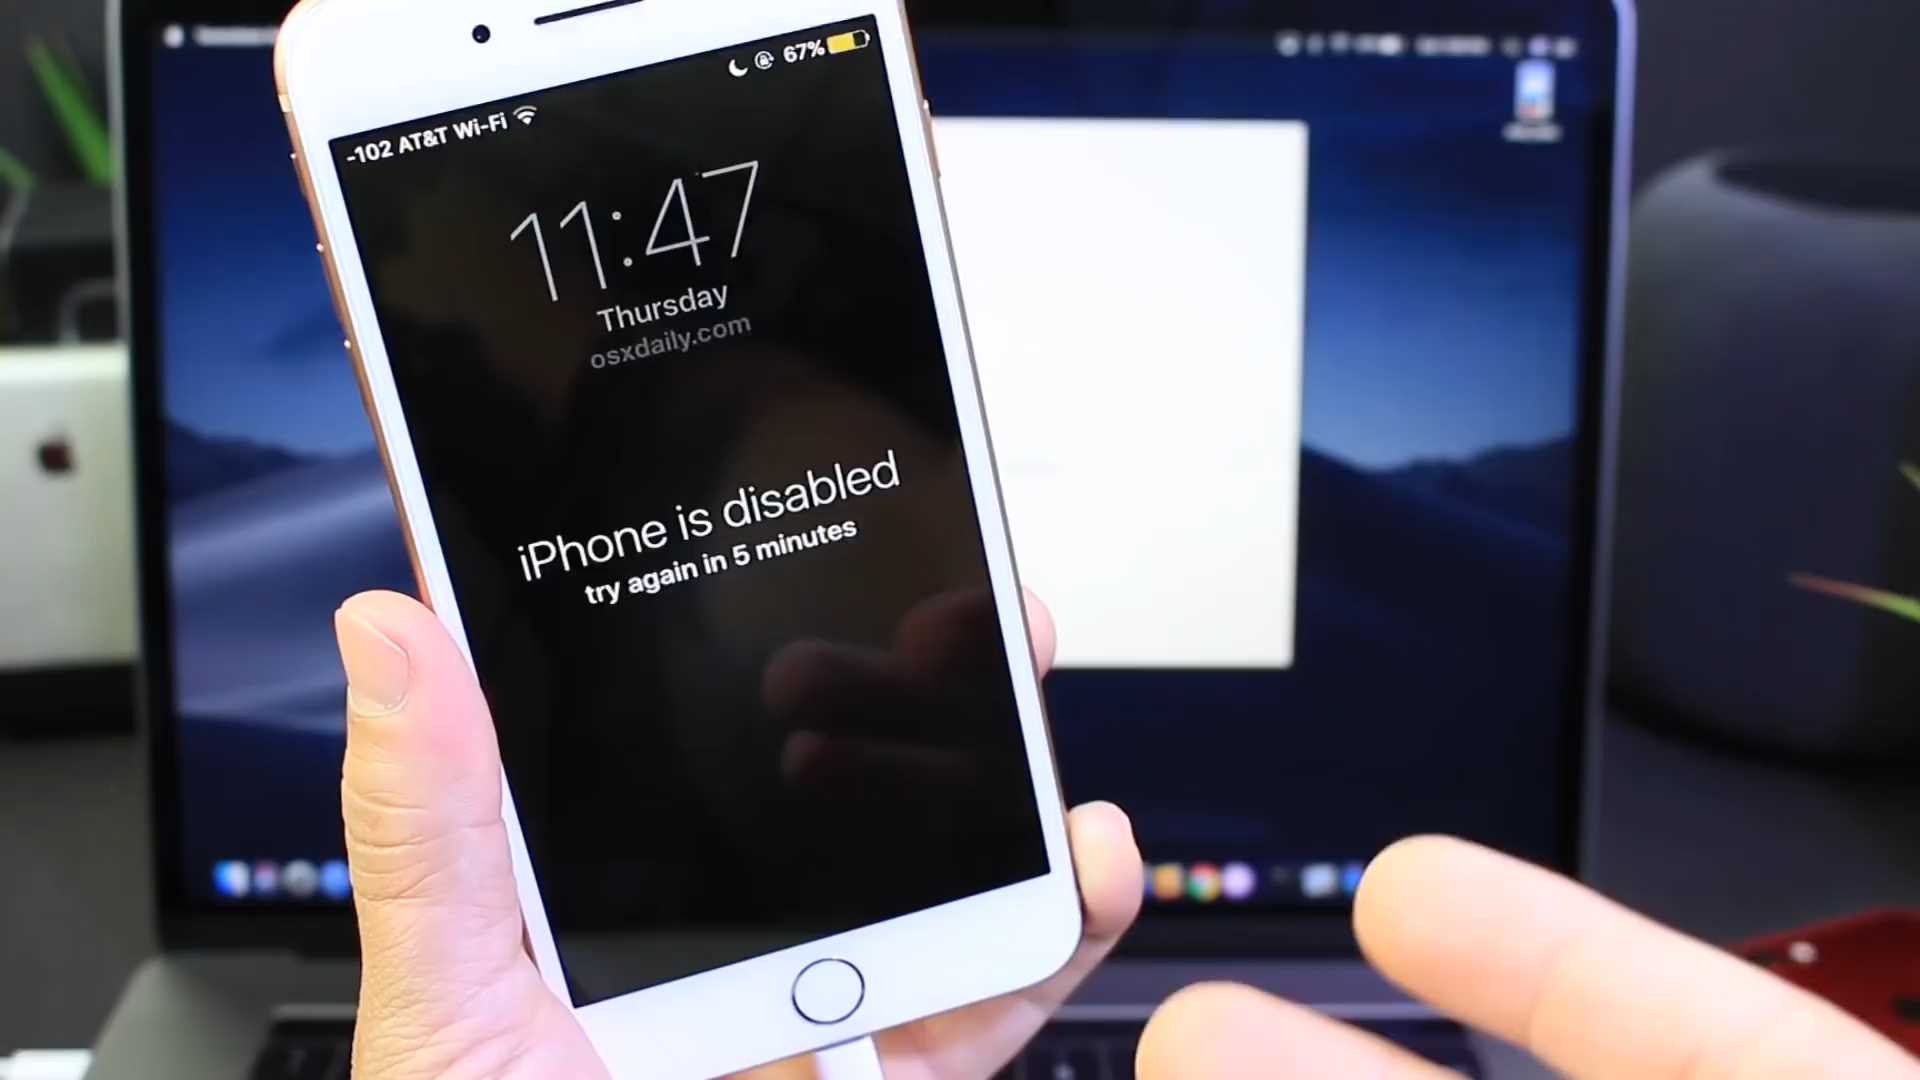 -102 AT&T Wi-Fi
67%
11:47
Thursday
osxdaily.com
iPhone is disabled
try again in 5 minutes